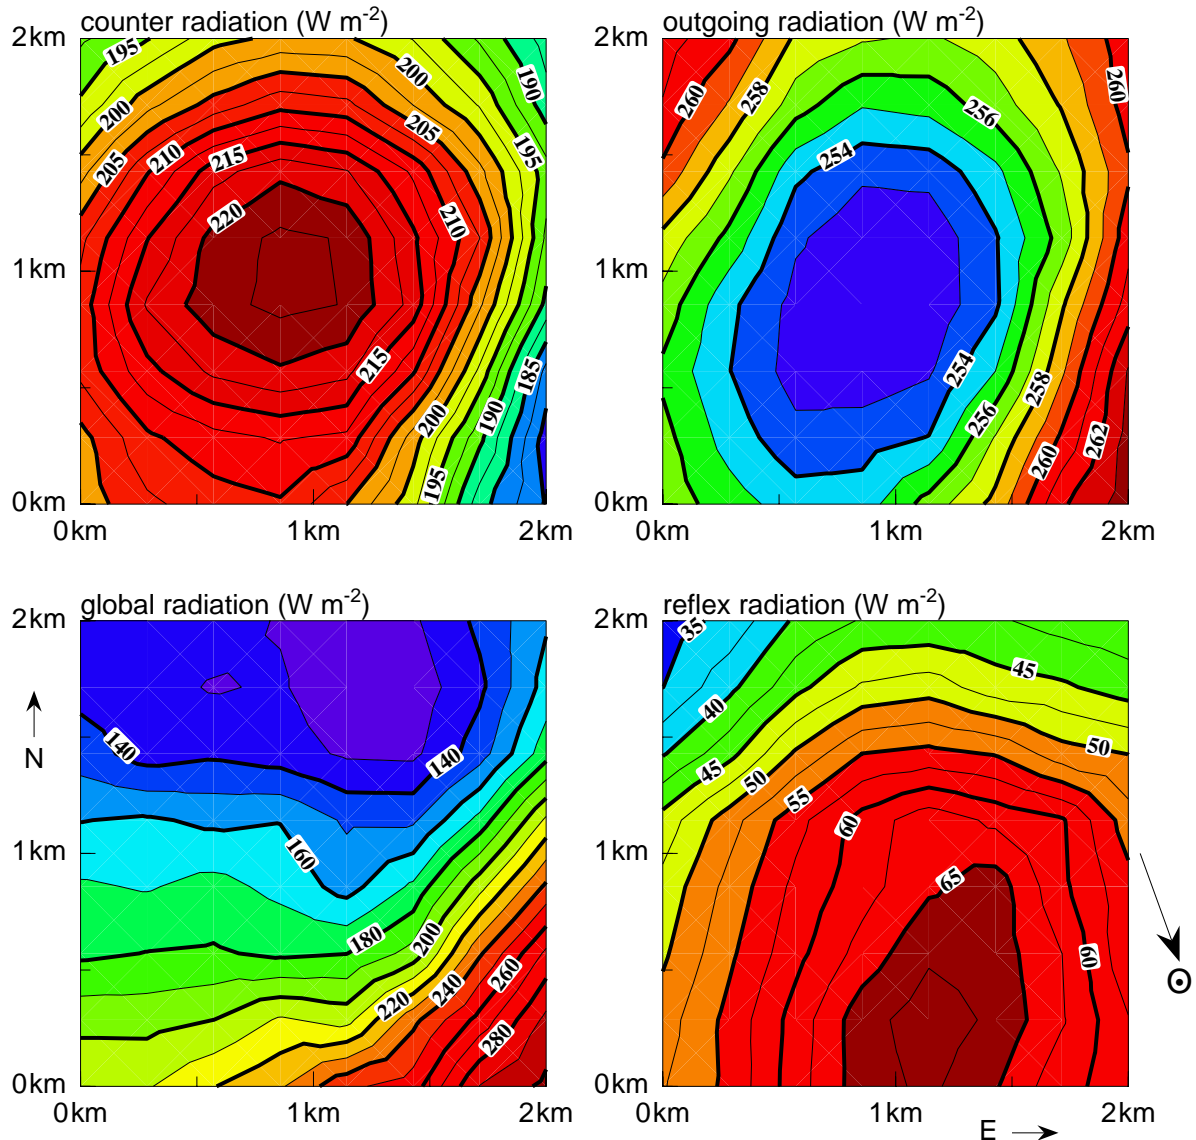 counter radiation (W m-2)
outgoing radiation (W m-2)
2km
195
200
190
200
205
205
210
215
195
220
210
1km
215
185
200
190
195
0km
0km
1km
2km
2km
260
258
260
256
254
1km
254
258
256
262
260
0km
0km
1km
2km
global radiation (W m-2)
reflex radiation (W m-2)
2km
N
140
140
160
1km
180
200
260
240
220
280
0km
0km
1km
2km
2km
35
45
40
50
45
50
55
60
1km
65
60
0km
0km
1km
2km
E